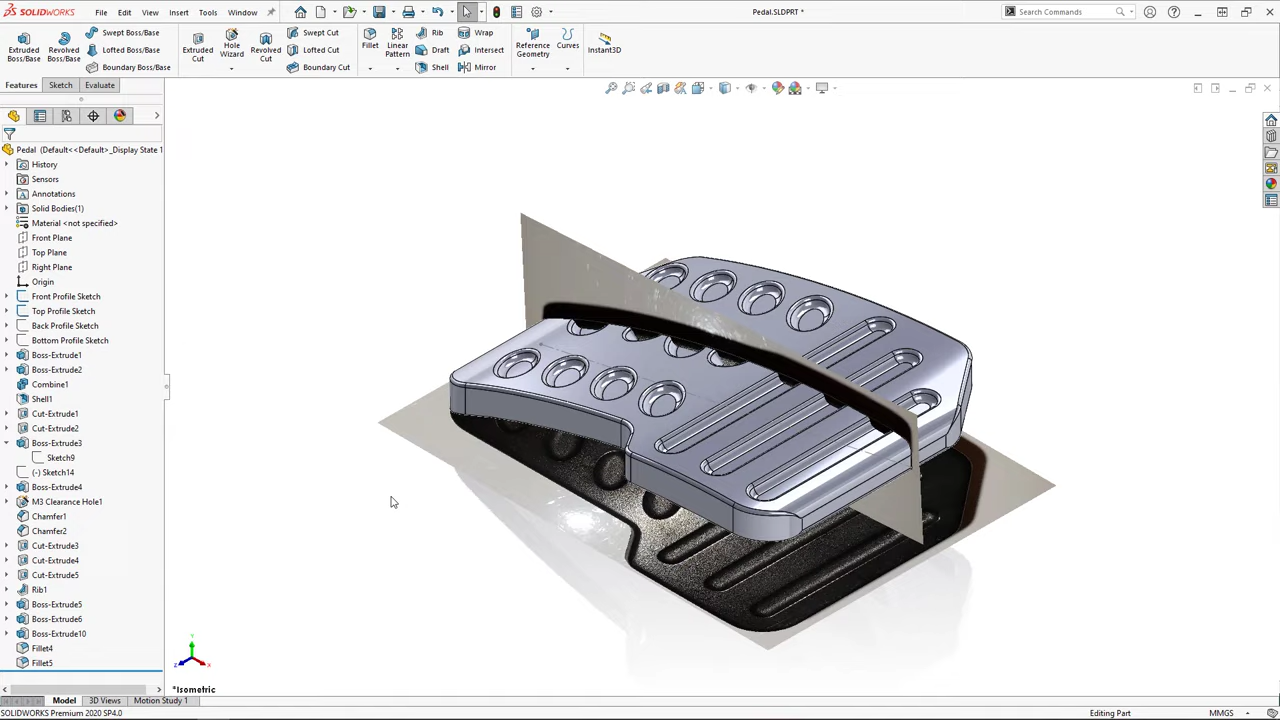 SOLIDWORKS File Edit View Insert Tools Window Pedal.SLDPRT * Search Commands
Extruded Boss/Base
Revolved Boss/Base
Swept Boss/Base
Lofted Boss/Base
Boundary Boss/Base
Extruded Cut
Hole Wizard
Revolved Cut
Swept Cut
Lofted Cut
Boundary Cut
Fillet
Linear Pattern
Rib
Draft
Shell
Wrap
Intersect
Mirror
Reference Geometry
Curves
Instant3D
Features Sketch Evaluate
Pedal (Default<<Default>_Display State 1
History
Sensors
Annotations
Solid Bodies(1)
Material <not specified>
Front Plane
Top Plane
Right Plane
Origin
Front Profile Sketch
Top Profile Sketch
Back Profile Sketch
Bottom Profile Sketch
Boss-Extrude1
Boss-Extrude2
Combine1
Shell1
Cut-Extrude1
Cut-Extrude2
Boss-Extrude3
Sketch9
(-) Sketch14
Boss-Extrude4
M3 Clearance Hole1
Chamfer1
Chamfer2
Cut-Extrude3
Cut-Extrude4
Cut-Extrude5
Rib1
Boss-Extrude5
Boss-Extrude6
Boss-Extrude10
Fillet4
Fillet5
Y
Z X
*Isometric
Model 3D Views Motion Study 1
SOLIDWORKS Premium 2020 SP4.0 Editing Part MMGS